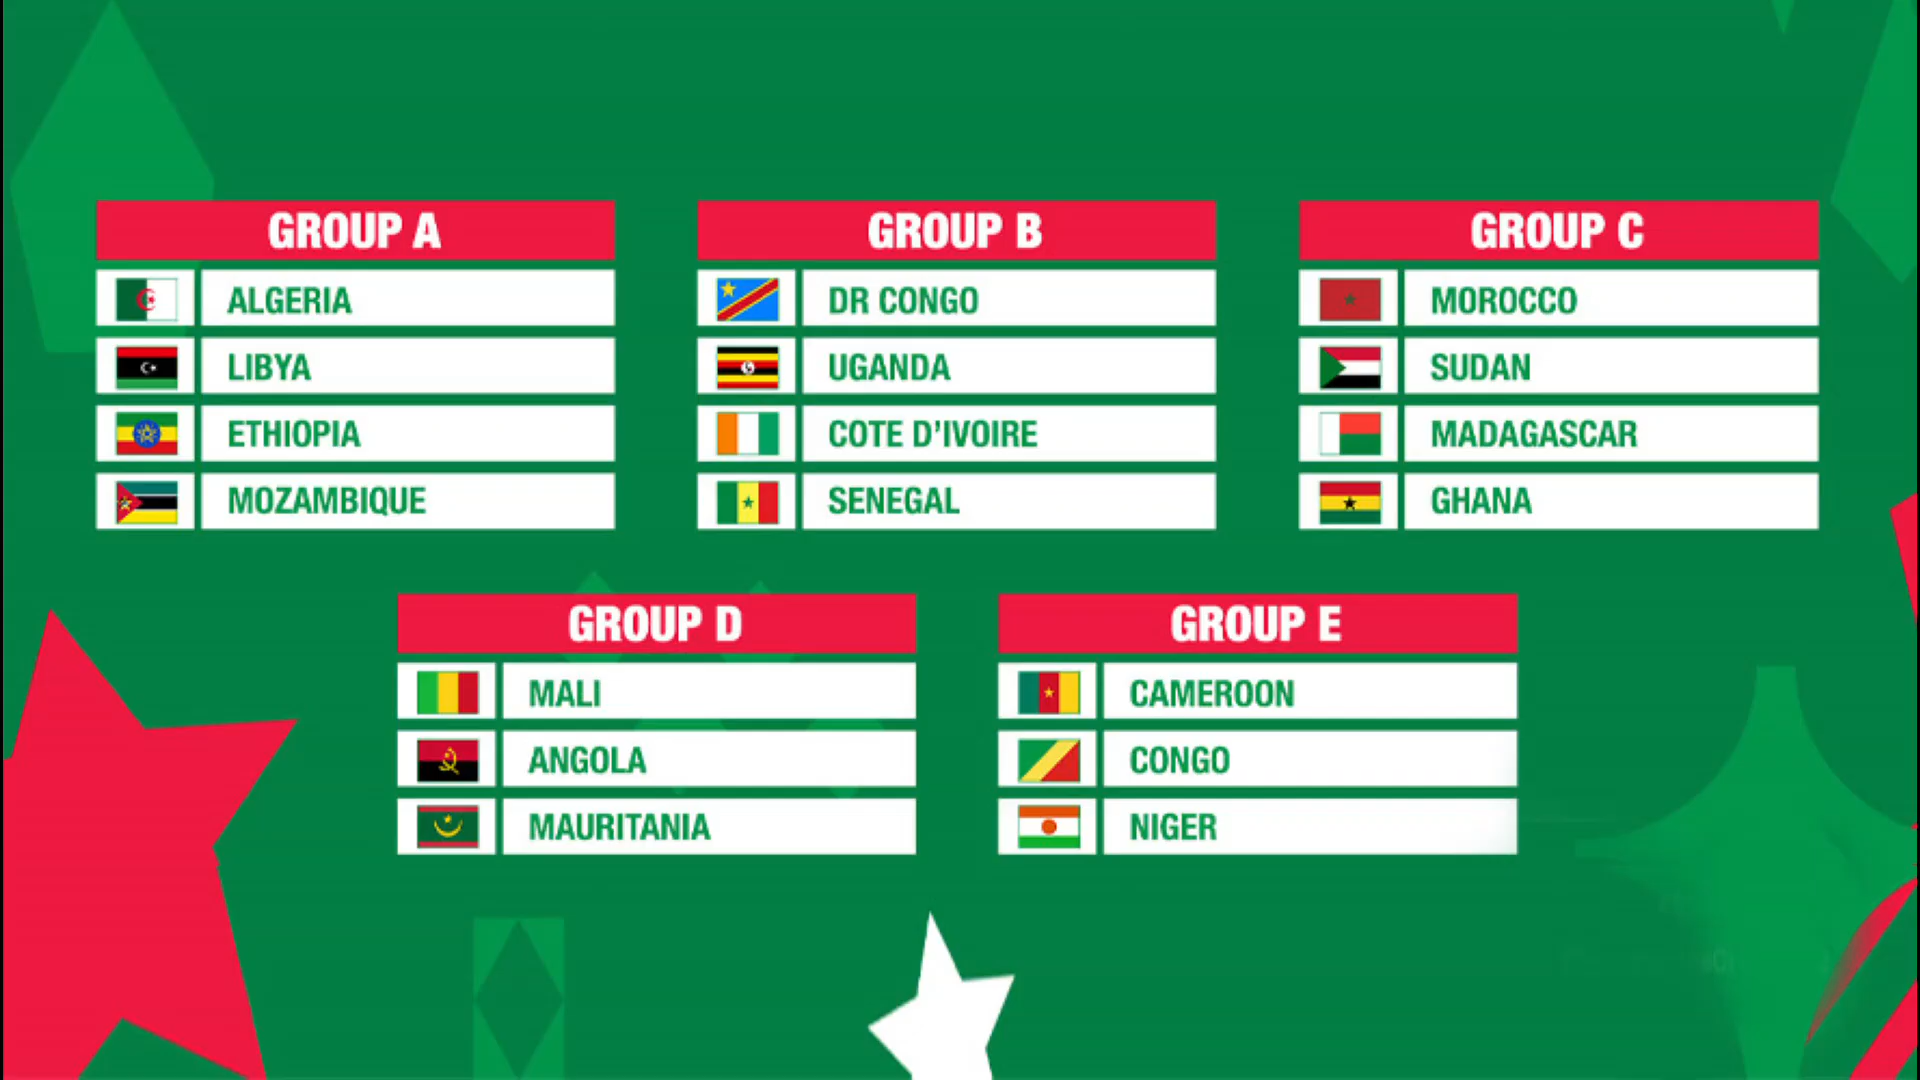 GROUP A
ALGERIA
LIBYA
ETHIOPIA
MOZAMBIQUE
GROUP B
DR CONGO
UGANDA
COTE D’IVOIRE
SENEGAL
GROUP C
MOROCCO
SUDAN
MADAGASCAR
GHANA
GROUP D
MALI
ANGOLA
MAURITANIA
GROUP E
CAMEROON
CONGO
NIGER